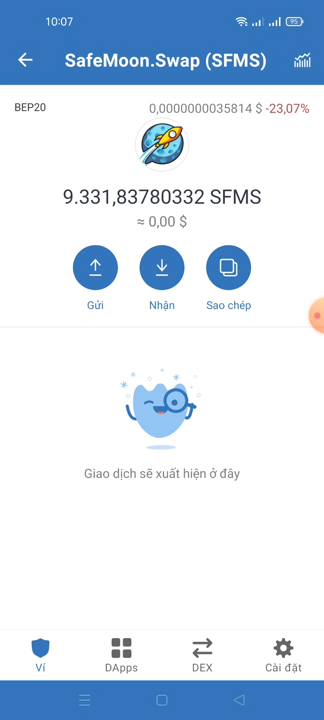 10:07
95
SafeMoon.Swap (SFMS)
BEP20
0,0000000035814 $ -23,07%
9.331,83780332 SFMS
≈ 0,00 $
Gửi Nhận Sao chép
Giao dịch sẽ xuất hiện ở đây
Ví DApps DEX Cài đặt